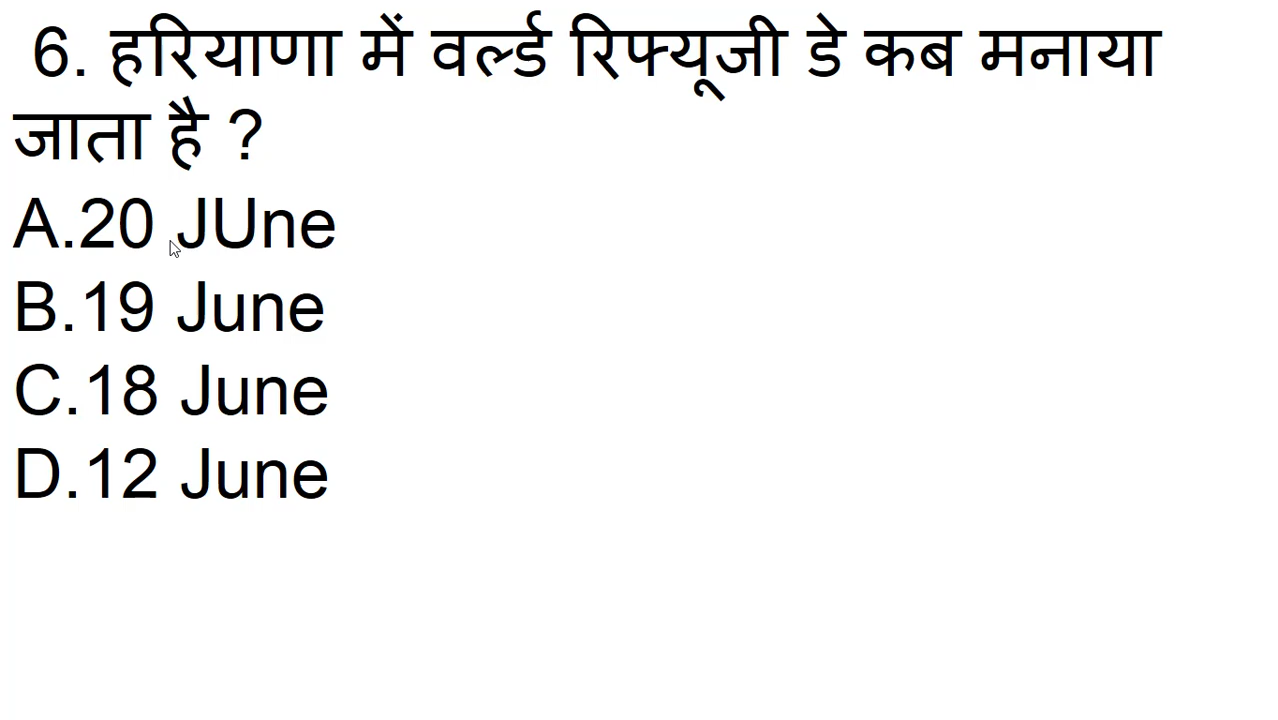 6. हरियाणा में वर्ल्ड रिफ्यूजी डे कब मनाया
जाता है ?
A.20 JUne
B.19 June
C.18 June
D.12 June